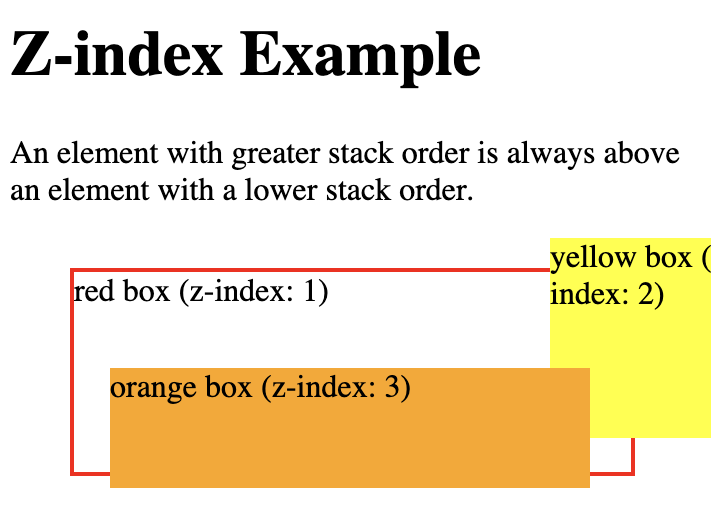 Z-index Example
An element with greater stack order is always above
an element with a lower stack order.
yellow box (
index: 2)
red box (z-index: 1)
orange box (z-index: 3)